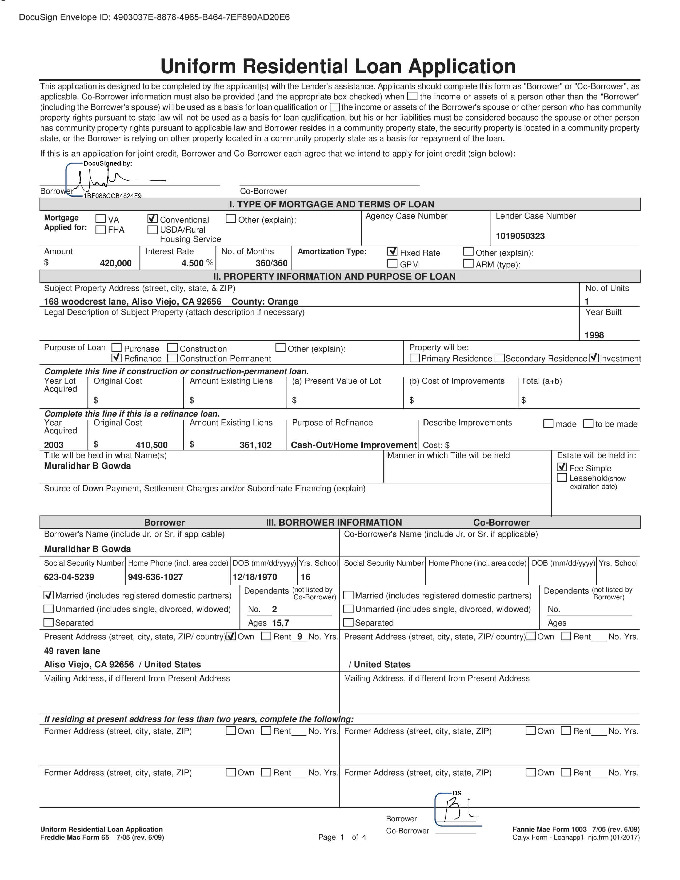 DocuSign Envelope ID: 4903037E-8878-4985-B464-7EF890AD20E6
Uniform Residential Loan Application
This application is designed to be completed by the applicant(s) with the Lender's assistance. Applicants should complete this form as "Borrower" or "Co-Borrower", as
applicable. Co-Borrower information must also be provided (and the appropriate box checked) when the income or assets of a person other than the "Borrower"
(including the Borrower's spouse) will be used as a basis for loan qualification or the income or assets of the Borrower's spouse or other person who has community
property rights pursuant to state law will not be used as a basis for loan qualification, but his or her liabilities must be considered because the spouse or other person
has community property rights pursuant to applicable law and Borrower resides in a community property state, the security property is located in a community property
state, or the Borrower is relying on other property located in a community property state as a basis for repayment of the loan.
If this is an application for joint credit, Borrower and Co-Borrower each agree that we intend to apply for joint credit (sign below):
DocuSigned by:
Borrower Co-Borrower
I. TYPE OF MORTGAGE AND TERMS OF LOAN
Mortgage VA Conventional Other (explain): Agency Case Number Lender Case Number
Applied for: FHA USDA/Rural
Housing Service 1019050323
Amount Interest Rate No. of Months Amortization Type: Fixed Rate Other (explain):
$ 420,000 4.500 % 360/360 GPM ARM (type):
II. PROPERTY INFORMATION AND PURPOSE OF LOAN
Subject Property Address (street, city, state, & ZIP) No. of Units
168 woodcrest lane, Aliso Viejo, CA 92656 County: Orange 1
Legal Description of Subject Property (attach description if necessary) Year Built
1998
Purpose of Loan Purchase Construction Other (explain): Property will be:
Refinance Construction-Permanent Primary Residence Secondary Residence Investment
Complete this line if construction or construction-permanent loan.
Year Lot Original Cost Amount Existing Liens (a) Present Value of Lot (b) Cost of Improvements Total (a+b)
Acquired
$ $ $ $ $
Complete this line if this is a refinance loan.
Year Original Cost Amount Existing Liens Purpose of Refinance Describe Improvements made to be made
Acquired
2003 $ 410,500 $ 361,102 Cash-Out/Home Improvement Cost: $
Title will be held in what Name(s) Manner in which Title will be held Estate will be held in:
Muralidhar B Gowda Fee Simple
Leasehold(show
expiration date)
Source of Down Payment, Settlement Charges and/or Subordinate Financing (explain)
Borrower III. BORROWER INFORMATION Co-Borrower
Borrower's Name (include Jr. or Sr. if applicable) Co-Borrower's Name (include Jr. or Sr. if applicable)
Muralidhar B Gowda
Social Security Number Home Phone (incl. area code) DOB (mm/dd/yyyy) Yrs. School Social Security Number Home Phone (incl. area code) DOB (mm/dd/yyyy) Yrs. School
623-04-5239 949-636-1027 12/18/1970 16
Married (includes registered domestic partners) Dependents (not listed by Co-Borrower) Married (includes registered domestic partners) Dependents (not listed by Borrower)
Unmarried (includes single, divorced, widowed) No. 2 Unmarried (includes single, divorced, widowed) No.
Separated Ages 15,7 Separated Ages
Present Address (street, city, state, ZIP/ country) Own Rent 9 No. Yrs. Present Address (street, city, state, ZIP/ country) Own Rent No. Yrs.
49 raven lane
Aliso Viejo, CA 92656 / United States / United States
Mailing Address, if different from Present Address Mailing Address, if different from Present Address
If residing at present address for less than two years, complete the following:
Former Address (street, city, state, ZIP) Own Rent No. Yrs. Former Address (street, city, state, ZIP) Own Rent No. Yrs.
Former Address (street, city, state, ZIP) Own Rent No. Yrs. Former Address (street, city, state, ZIP) Own Rent No. Yrs.
DS
Borrower
Co-Borrower
Uniform Residential Loan Application Fannie Mae Form 1003 7/05 (rev. 6/09)
Freddie Mac Form 65 7/05 (rev. 6/09) Page 1 of 4 Calyx Form - Loanapp1 (01/2017)